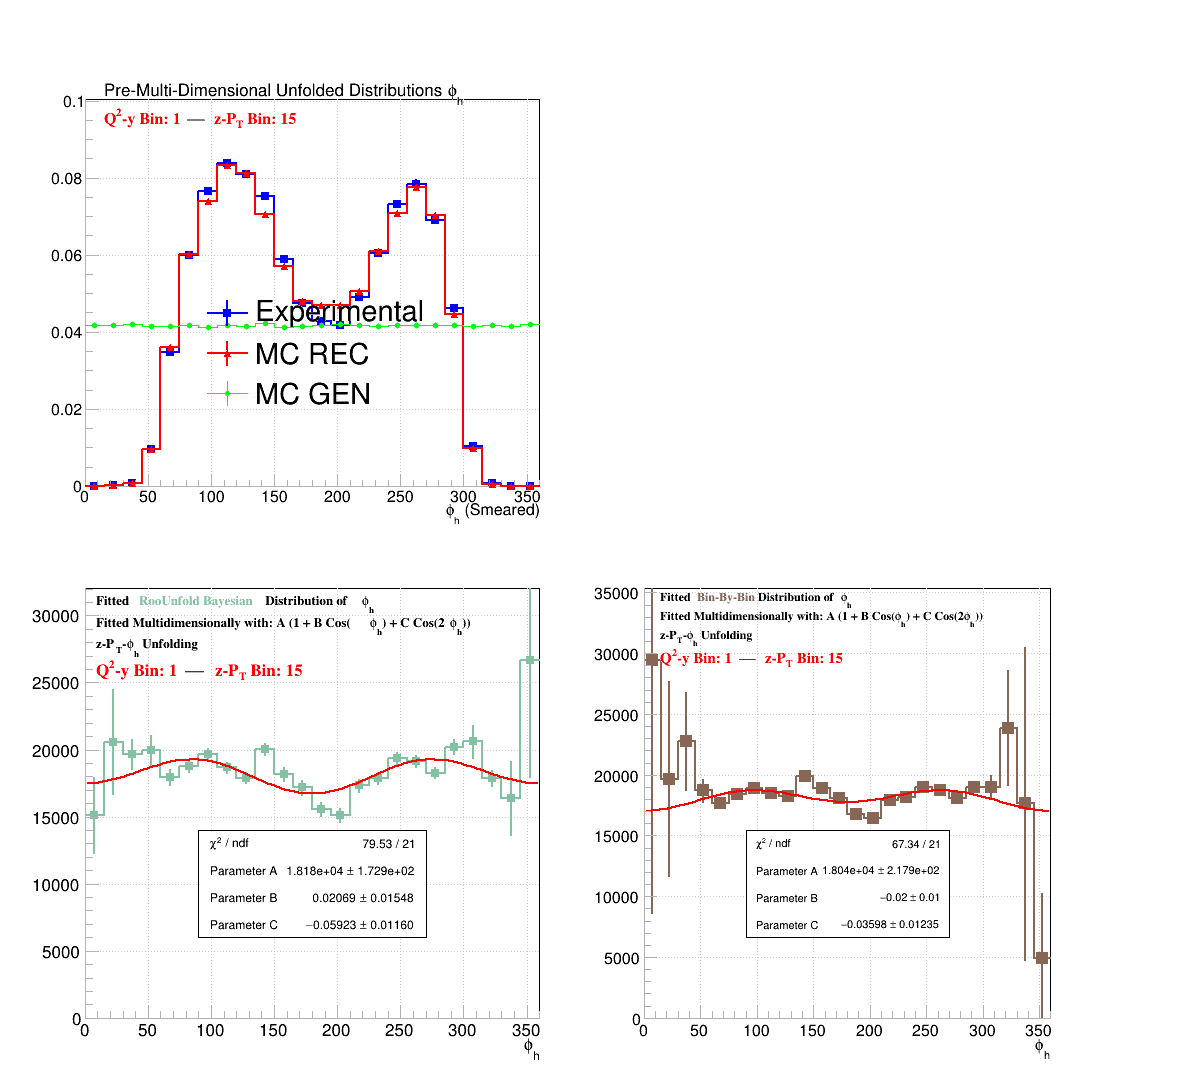 Pre-Multi-Dimensional Unfolded Distributions ϕh
Q2-y Bin: 1 — z-PT Bin: 15
0.1
0.08
0.06
0.04
0.02
0
Experimental
MC REC
MC GEN
0 50 100 150 200 250 300 350
ϕh (Smeared)
Fitted RooUnfold Bayesian Distribution of ϕh
Fitted Multidimensionally with: A (1 + B Cos( ϕh) + C Cos(2 ϕh))
z-PT-ϕh Unfolding
Q2-y Bin: 1 — z-PT Bin: 15
30000
25000
20000
15000
10000
5000
0
χ2 / ndf 79.53 / 21
Parameter A 1.818e+04 ± 1.729e+02
Parameter B 0.02069 ± 0.01548
Parameter C −0.05923 ± 0.01160
0 50 100 150 200 250 300 350
ϕh
Fitted Bin-By-Bin Distribution of ϕh
Fitted Multidimensionally with: A (1 + B Cos(ϕh) + C Cos(2ϕh))
z-PT-ϕh Unfolding
Q2-y Bin: 1 — z-PT Bin: 15
35000
30000
25000
20000
15000
10000
5000
0
χ2 / ndf 67.34 / 21
Parameter A 1.804e+04 ± 2.179e+02
Parameter B −0.02 ± 0.01
Parameter C −0.03598 ± 0.01235
0 50 100 150 200 250 300 350
ϕh